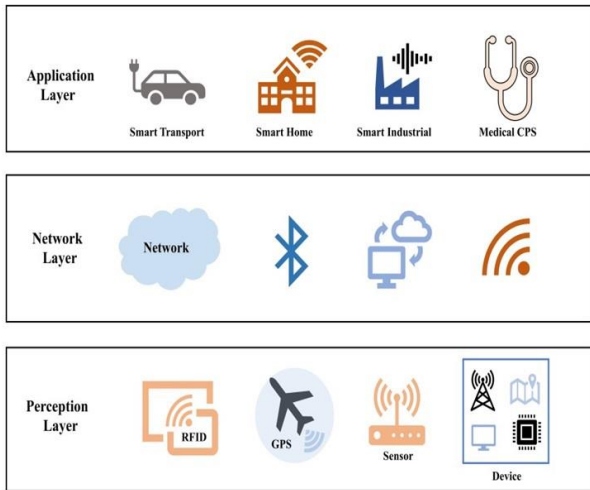 Application
Layer
Smart Transport
Smart Home
Smart Industrial
Medical CPS
Network
Layer
Network
Perception
Layer
RFID
GPS
Sensor
Device